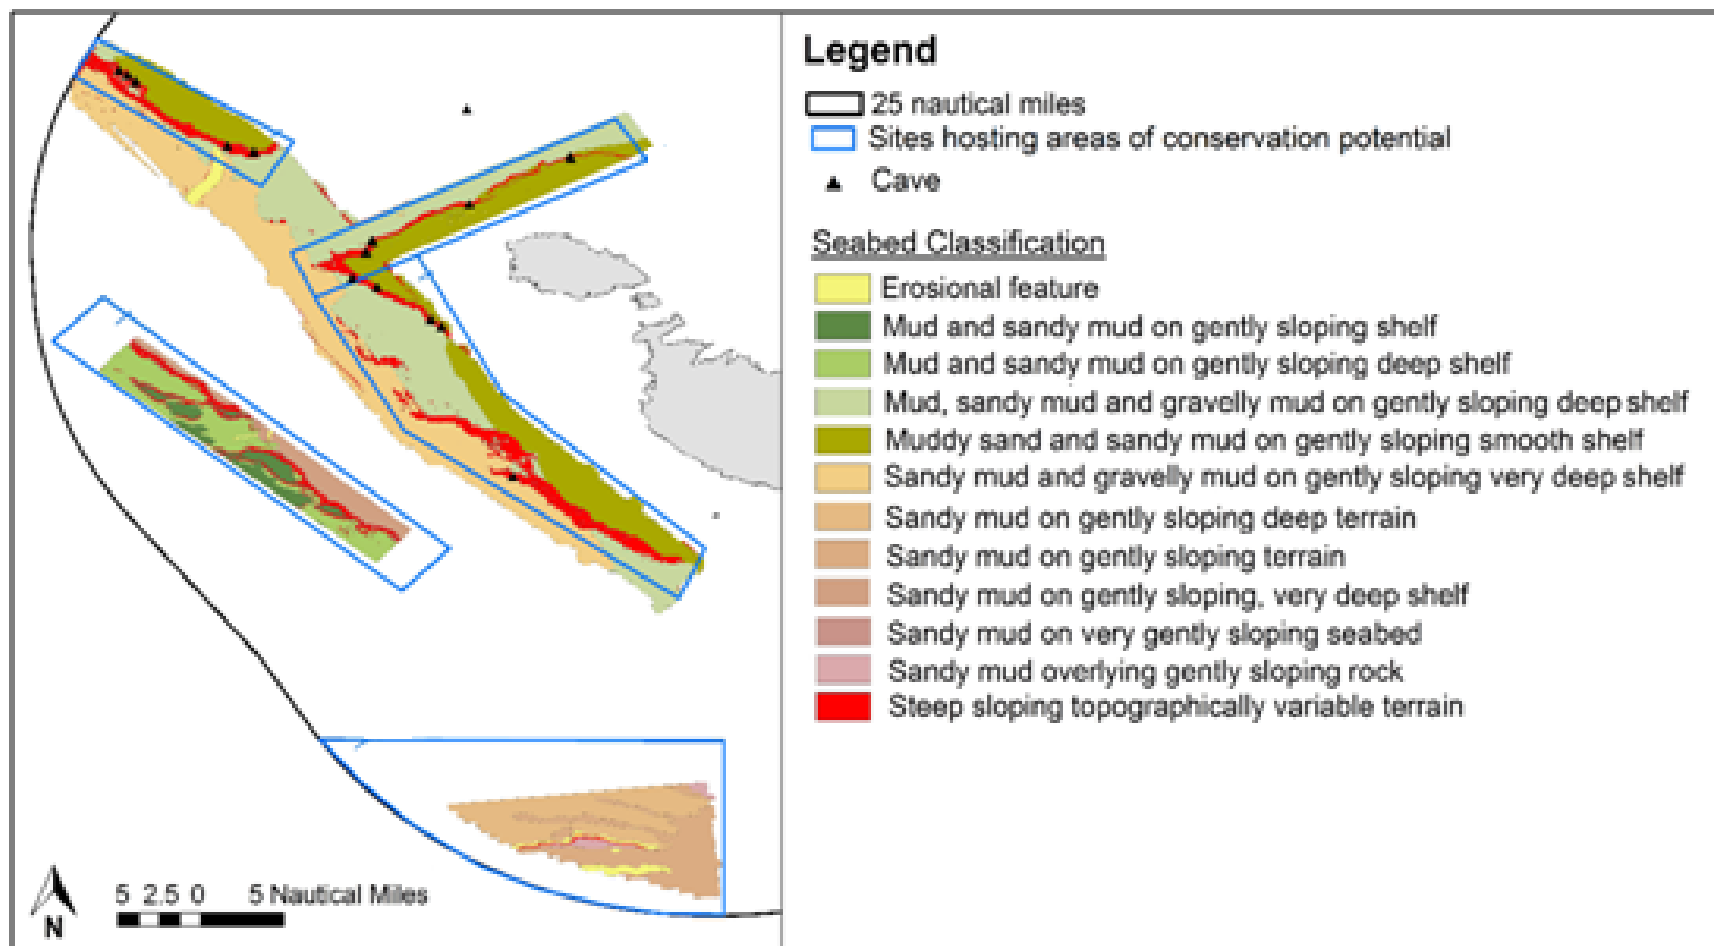 Legend
25 nautical miles
Sites hosting areas of conservation potential
Cave
Seabed Classification
Erosional feature
Mud and sandy mud on gently sloping shelf
Mud and sandy mud on gently sloping deep shelf
Mud, sandy mud and gravelly mud on gently sloping deep shelf
Muddy sand and sandy mud on gently sloping smooth shelf
Sandy mud and gravelly mud on gently sloping very deep shelf
Sandy mud on gently sloping deep terrain
Sandy mud on gently sloping terrain
Sandy mud on gently sloping, very deep shelf
Sandy mud on very gently sloping seabed
Sandy mud overlying gently sloping rock
Steep sloping topographically variable terrain
5 2.5 0 5 Nautical Miles
N